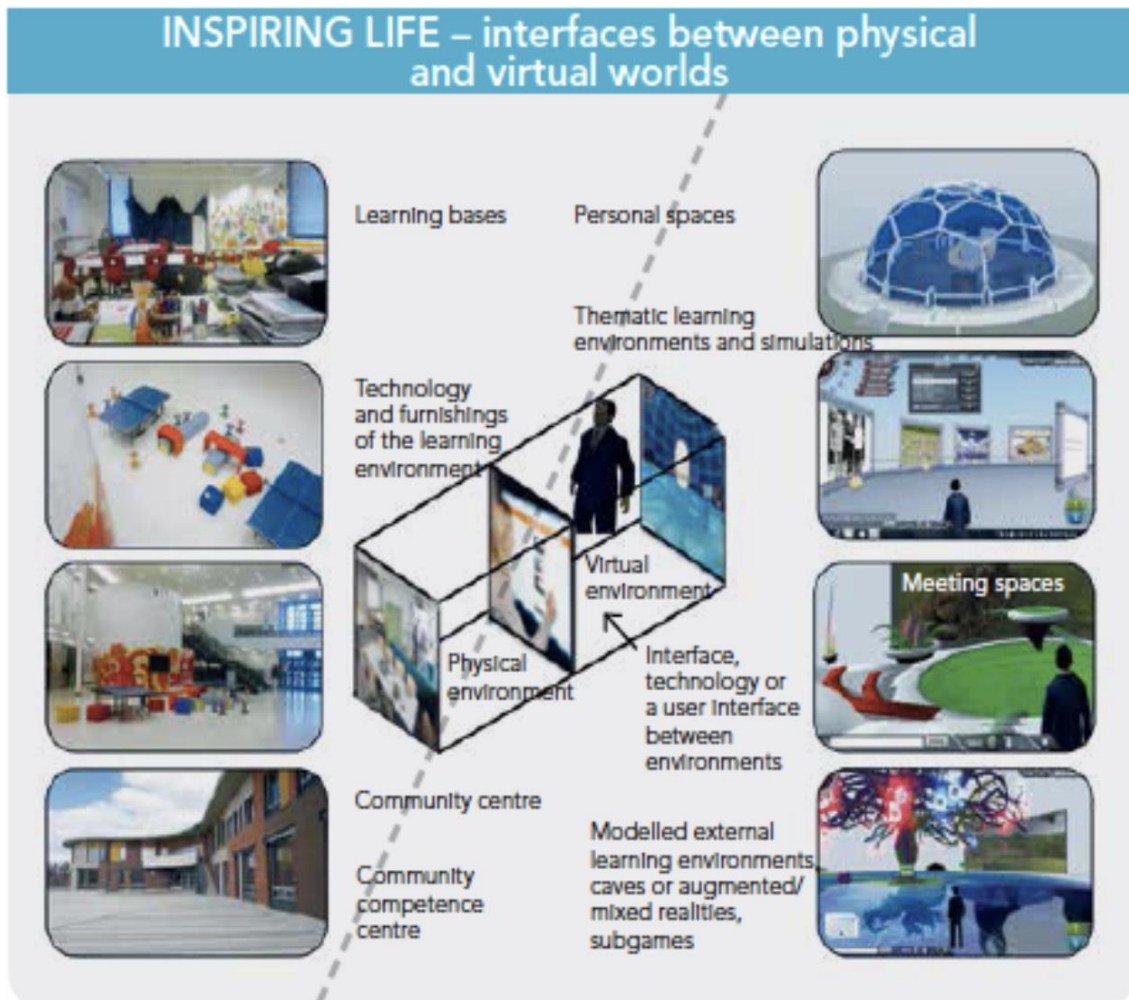 INSPIRING LIFE – interfaces between physical
and virtual worlds
Learning bases
Personal spaces
Thematic learning
environments and simulations
Technology
and furnishings
of the learning
environment
Virtual
environment
Physical
environment
Meeting spaces
Interface,
technology or
a user interface
between
environments
Community centre
Community
competence
centre
Modelled external
learning environments,
caves or augmented/
mixed realities,
subgames